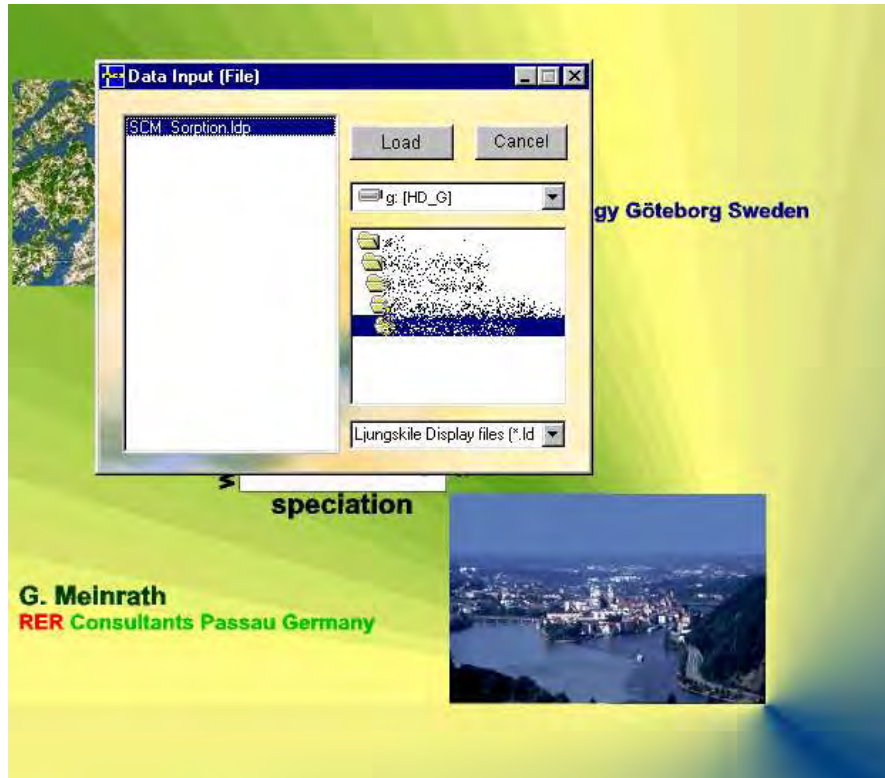 Data Input (File)
SCM_Sorption.ldp
Load
Cancel
g: [HD_G]
gy Göteborg Sweden
Ljungskile Display files (*.ld
speciation
G. Meinrath
RER Consultants Passau Germany